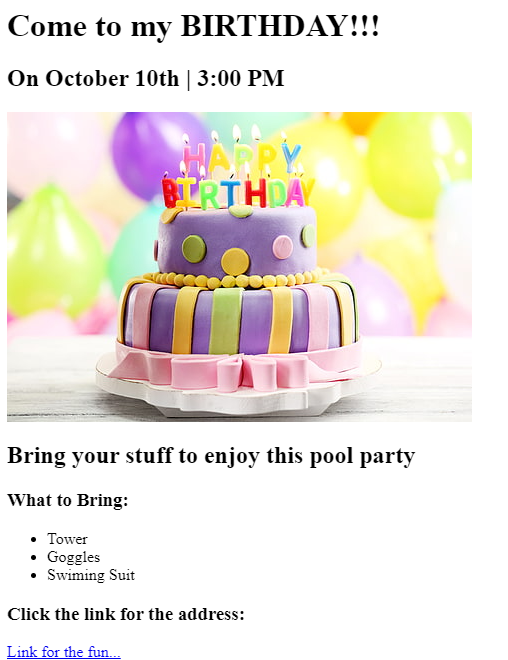 Come to my BIRTHDAY!!!
On October 10th | 3:00 PM
HAPPY
BIRTHDAY
Bring your stuff to enjoy this pool party
What to Bring:
Tower
Goggles
Swiming Suit
Click the link for the address:
Link for the fun...